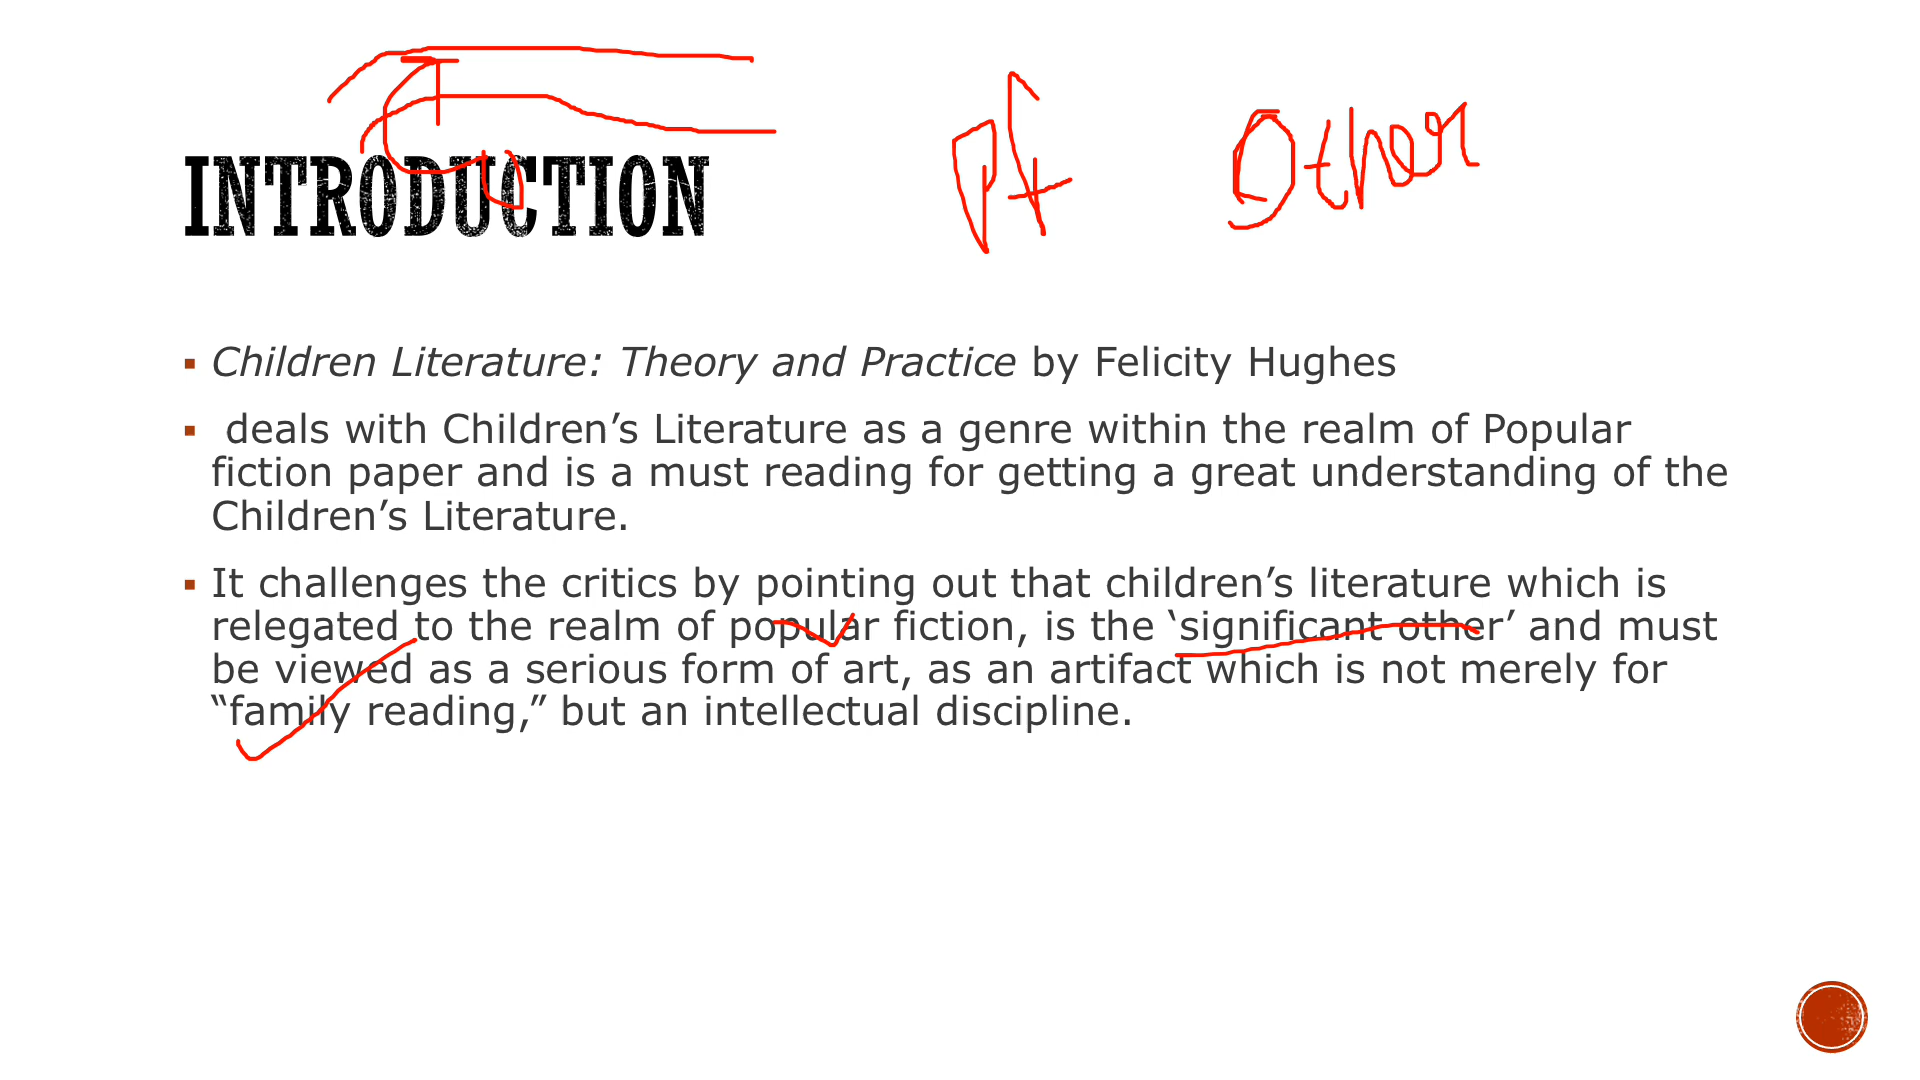 INTRODUCTION
Pf
Other
Children Literature: Theory and Practice by Felicity Hughes
deals with Children’s Literature as a genre within the realm of Popular
fiction paper and is a must reading for getting a great understanding of the
Children’s Literature.
It challenges the critics by pointing out that children’s literature which is
relegated to the realm of popular fiction, is the ‘significant other’ and must
be viewed as a serious form of art, as an artifact which is not merely for
“family reading,” but an intellectual discipline.